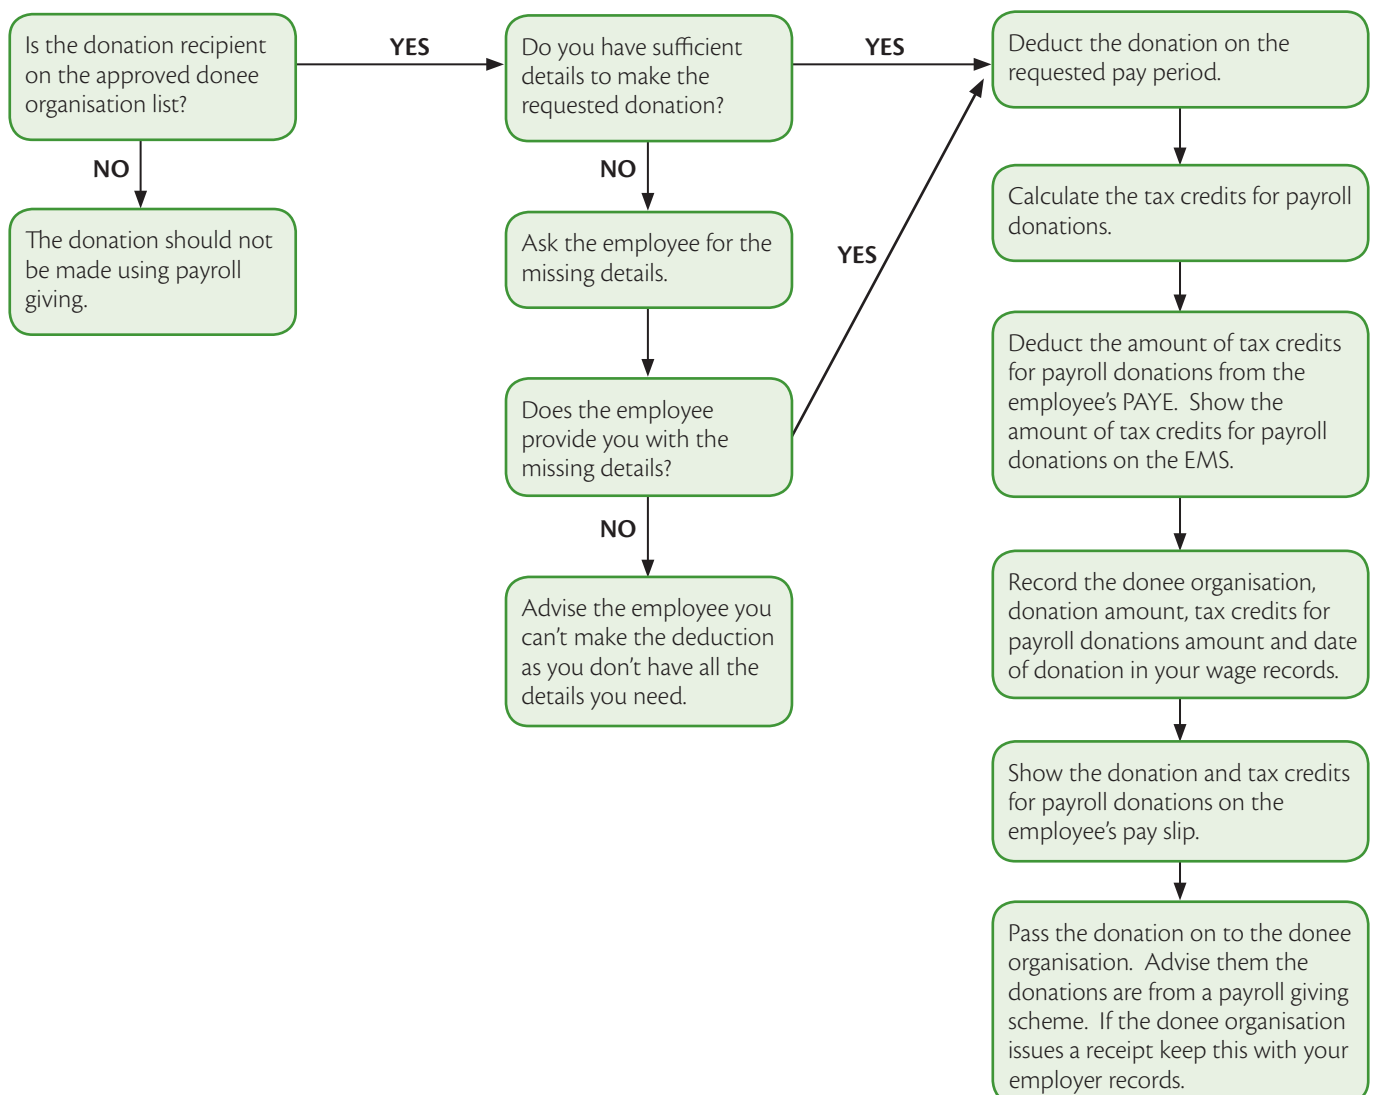 Is the donation recipient
on the approved donee
organisation list?
YES
NO
The donation should not
be made using payroll
giving.
Do you have sufficient
details to make the
requested donation?
YES
NO
Ask the employee for the
missing details.
Does the employee
provide you with the
missing details?
YES
NO
Advise the employee you
can't make the deduction
as you don't have all the
details you need.
Deduct the donation on the
requested pay period.
Calculate the tax credits for payroll
donations.
Deduct the amount of tax credits
for payroll donations from the
employee's PAYE.  Show the
amount of tax credits for payroll
donations on the EMS.
Record the donee organisation,
donation amount, tax credits for
payroll donations amount and date
of donation in your wage records.
Show the donation and tax credits
for payroll donations on the
employee's pay slip.
Pass the donation on to the donee
organisation.  Advise them the
donations are from a payroll giving
scheme.  If the donee organisation
issues a receipt keep this with your
employer records.